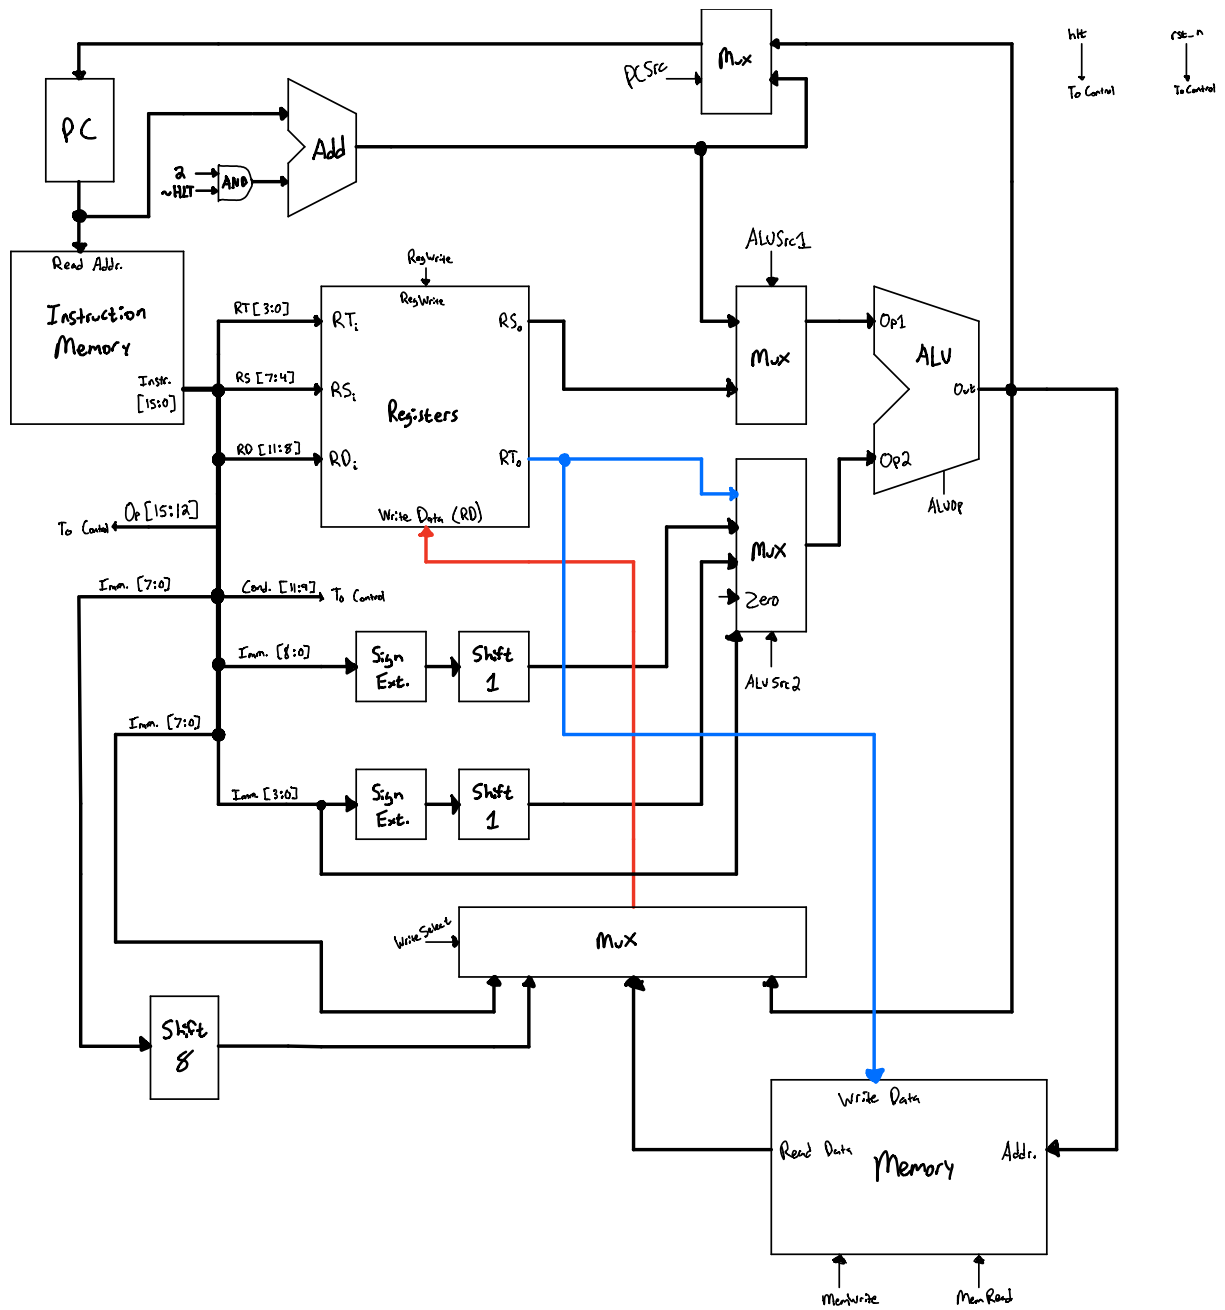 hlt
rst_n
Mux
PCSrc
To Control
To Control
PC
Add
2
~HLT
AND
ALUSrc1
Read Addr.
RegWrite
RegWrite
Instruction
Memory
RT [3:0]
RTi
RSo
Op1
ALU
Mux
Instr.
[15:0]
RS [7:4]
RSi
Registers
Out
RD [11:8]
RDi
RTo
Op2
Op [15:12]
To Control
Write Data (RD)
ALUOp
Mux
Imm. [7:0]
Cond. [11:9]
To Control
Zero
Imm. [8:0]
Sign
Ext.
Shift
1
ALUSrc2
Imm. [7:0]
Imm [3:0]
Sign
Ext.
Shift
1
WriteSelect
Mux
Shift
8
Write Data
Read Data
Memory
Addr.
MemWrite
MemRead